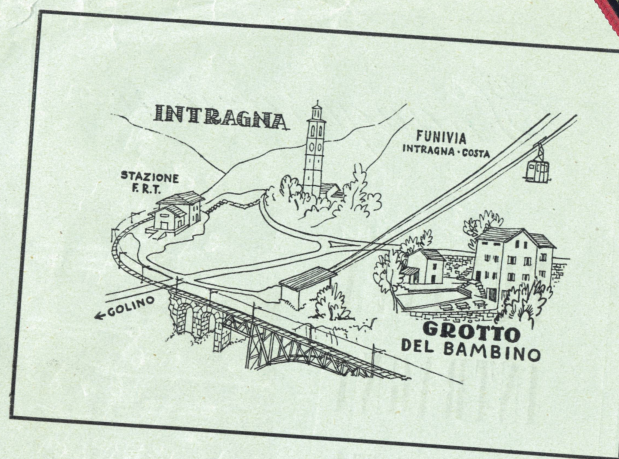 INTRAGNA
FUNIVIA
INTRAGNA·COSTA
STAZIONE
F.R.T.
←GOLINO
GROTTO
DEL BAMBINO